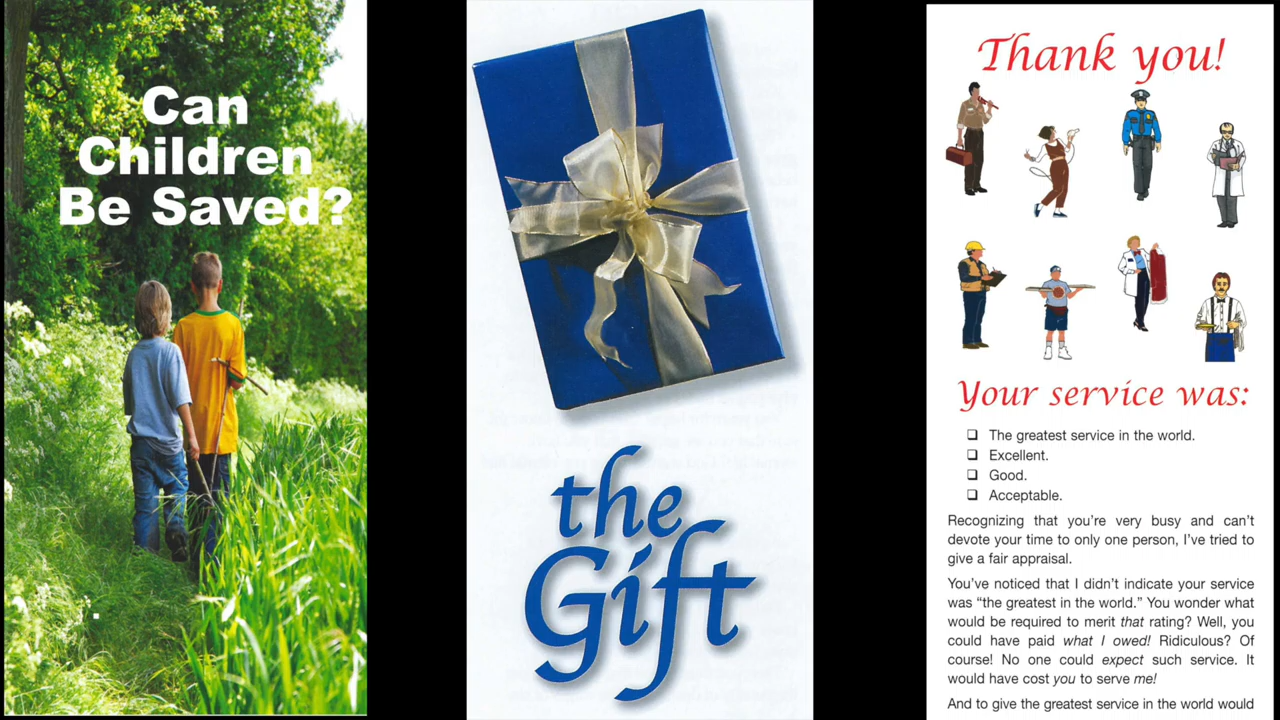 Can
Children
Be Saved?
the
Gift
Thank you!
Your service was:
❑ The greatest service in the world.
❑ Excellent.
❑ Good.
❑ Acceptable.
Recognizing that you’re very busy and can’t
devote your time to only one person, I’ve tried to
give a fair appraisal.
You’ve noticed that I didn’t indicate your service
was “the greatest in the world.” You wonder what
would be required to merit that rating? Well, you
could have paid what I owed! Ridiculous? Of
course! No one could expect such service. It
would have cost you to serve me!
And to give the greatest service in the world would